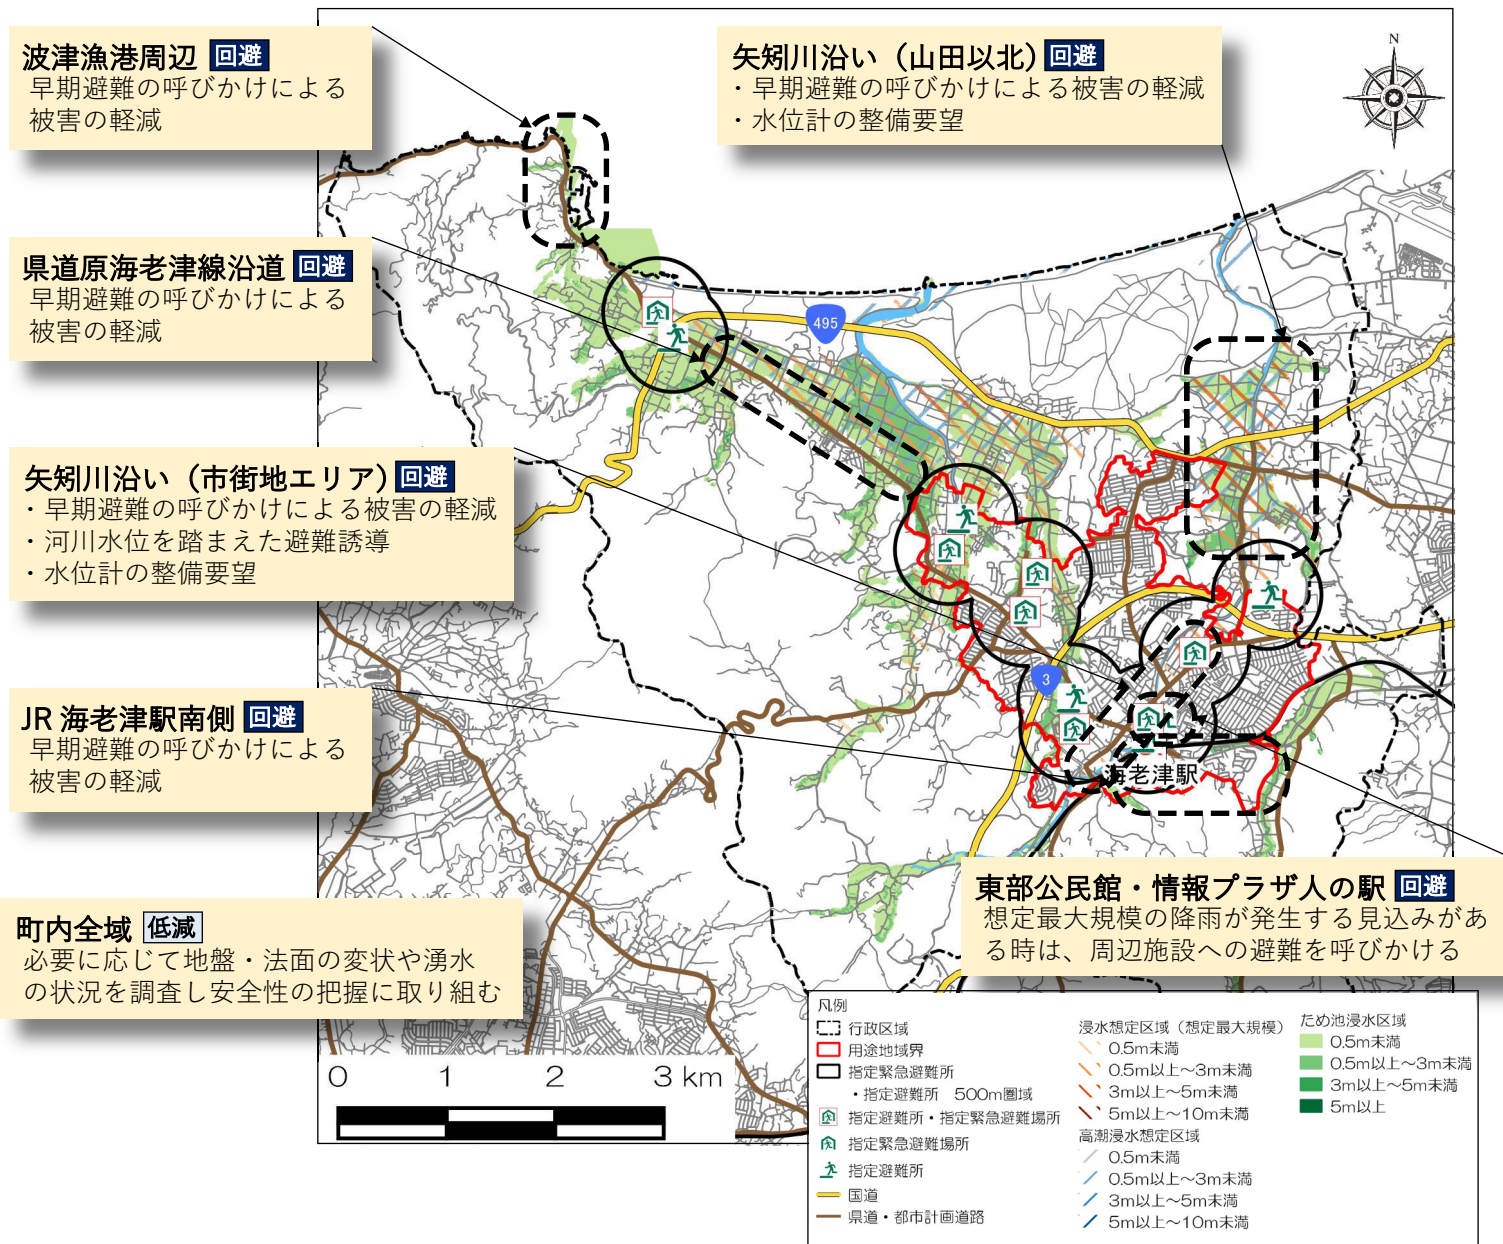 波津漁港周辺 回避
早期避難の呼びかけによる
被害の軽減
矢矧川沿い（山田以北）回避
・早期避難の呼びかけによる被害の軽減
・水位計の整備要望
N
県道原海老津線沿道 回避
早期避難の呼びかけによる
被害の軽減
495
矢矧川沿い（市街地エリア）回避
・早期避難の呼びかけによる被害の軽減
・河川水位を踏まえた避難誘導
・水位計の整備要望
3
JR 海老津駅南側 回避
早期避難の呼びかけによる
被害の軽減
海老津駅
東部公民館・情報プラザ人の駅 回避
想定最大規模の降雨が発生する見込みがあ
る時は、周辺施設への避難を呼びかける
町内全域 低減
必要に応じて地盤・法面の変状や湧水
の状況を調査し安全性の把握に取り組む
0 1 2 3 km
凡例
行政区域
用途地域界
指定緊急避難所
・指定避難所 500m圏域
指定避難所・指定緊急避難場所
指定緊急避難場所
指定避難所
国道
県道・都市計画道路
浸水想定区域（想定最大規模）
0.5m未満
0.5m以上～3m未満
3m以上～5m未満
5m以上～10m未満
高潮浸水想定区域
0.5m未満
0.5m以上～3m未満
3m以上～5m未満
5m以上～10m未満
ため池浸水区域
0.5m未満
0.5m以上～3m未満
3m以上～5m未満
5m以上